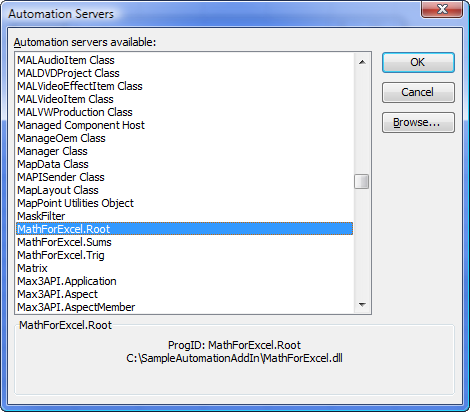 Automation Servers
Automation servers available:
MALAudioItem Class
MALDVDProject Class
MALVideoEffectItem Class
MALVideoItem Class
MALVWProduction Class
Managed Component Host
ManageOem Class
Manager Class
MapData Class
MAPISender Class
MapLayout Class
MapPoint Utilities Object
MaskFilter
MathForExcel.Root
MathForExcel.Sums
MathForExcel.Trig
Matrix
Max3API.Application
Max3API.Aspect
Max3API.AspectMember
OK
Cancel
Browse...
MathForExcel.Root
ProgID: MathForExcel.Root
C:\SampleAutomationAddIn\MathForExcel.dll